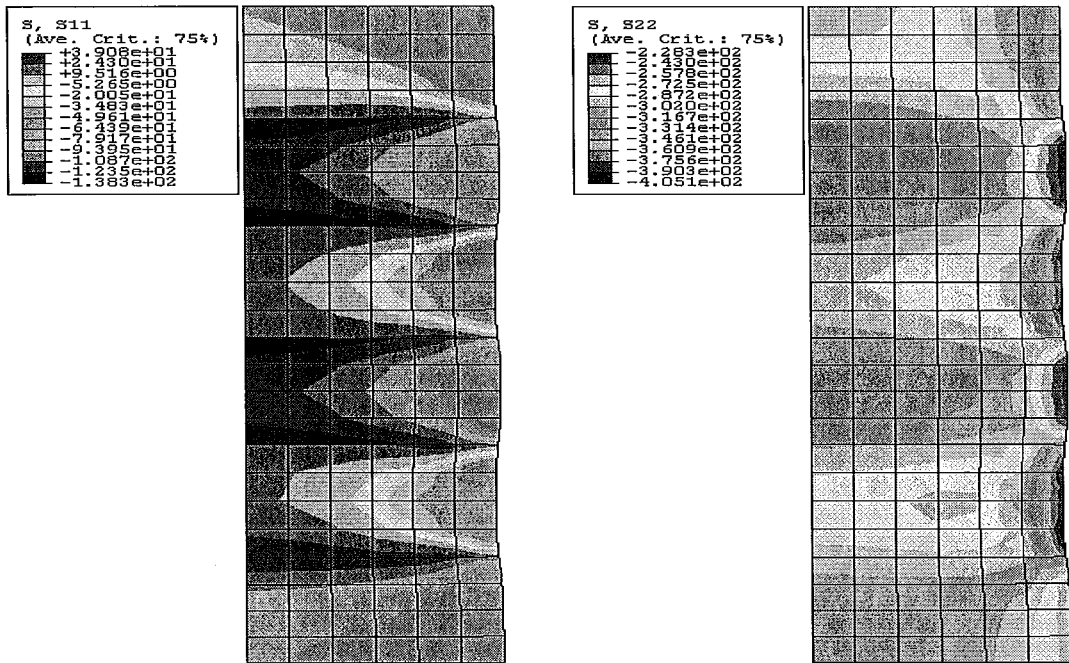 S, S11
(Ave. Crit.: 75%)
+3.908e+01
+2.430e+01
+9.516e+00
-5.265e+00
-2.005e+01
-3.483e+01
-4.961e+01
-6.439e+01
-7.917e+01
-9.395e+01
-1.087e+02
-1.235e+02
-1.383e+02
S, S22
(Ave. Crit.: 75%)
-2.283e+02
-2.430e+02
-2.578e+02
-2.725e+02
-2.872e+02
-3.020e+02
-3.167e+02
-3.314e+02
-3.461e+02
-3.609e+02
-3.756e+02
-3.903e+02
-4.051e+02